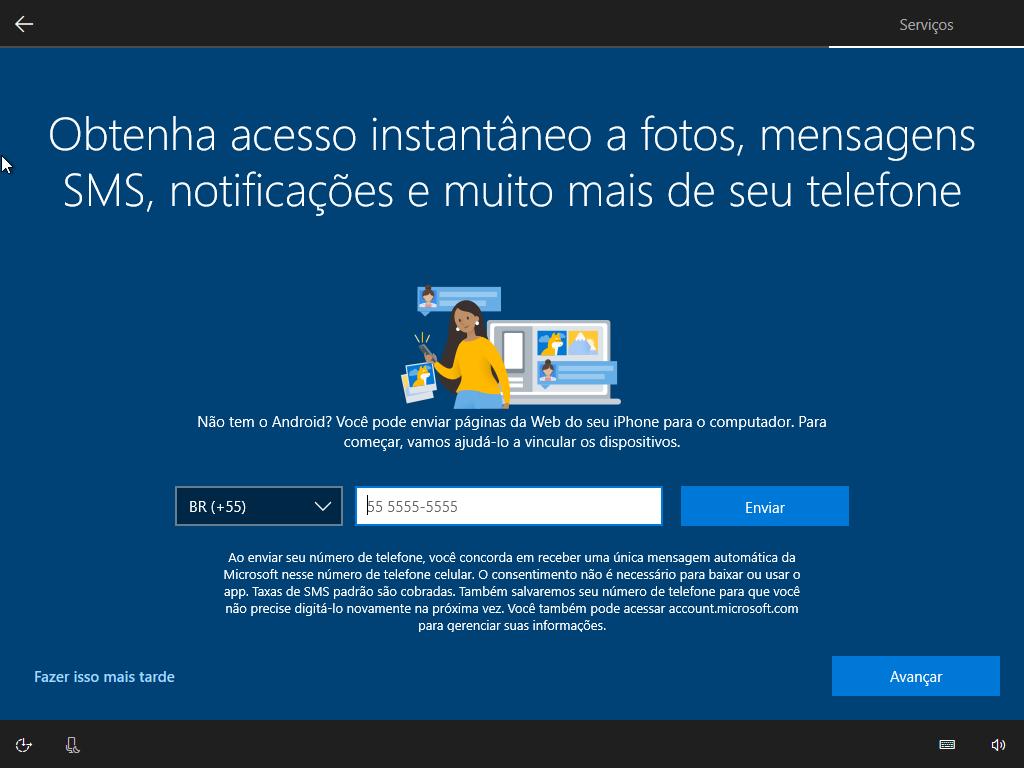 Serviços
Obtenha acesso instantâneo a fotos, mensagens
SMS, notificações e muito mais de seu telefone
Não tem o Android? Você pode enviar páginas da Web do seu iPhone para o computador. Para
começar, vamos ajudá-lo a vincular os dispositivos.
BR (+55)
55 5555-5555
Enviar
Ao enviar seu número de telefone, você concorda em receber uma única mensagem automática da
Microsoft nesse número de telefone celular. O consentimento não é necessário para baixar ou usar o
app. Taxas de SMS padrão são cobradas. Também salvaremos seu número de telefone para que você
não precise digitá-lo novamente na próxima vez. Você também pode acessar account.microsoft.com
para gerenciar suas informações.
Fazer isso mais tarde
Avançar